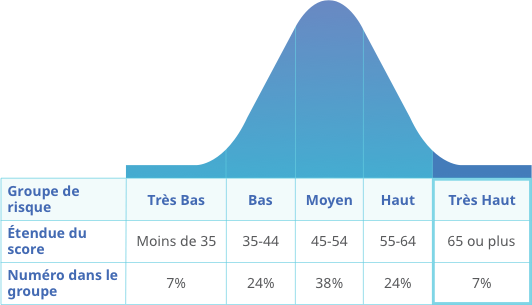 Groupe de
risque
Très Bas
Bas
Moyen
Haut
Très Haut
Étendue du
score
Moins de 35
35-44
45-54
55-64
65 ou plus
Numéro dans le
groupe
7%
24%
38%
24%
7%